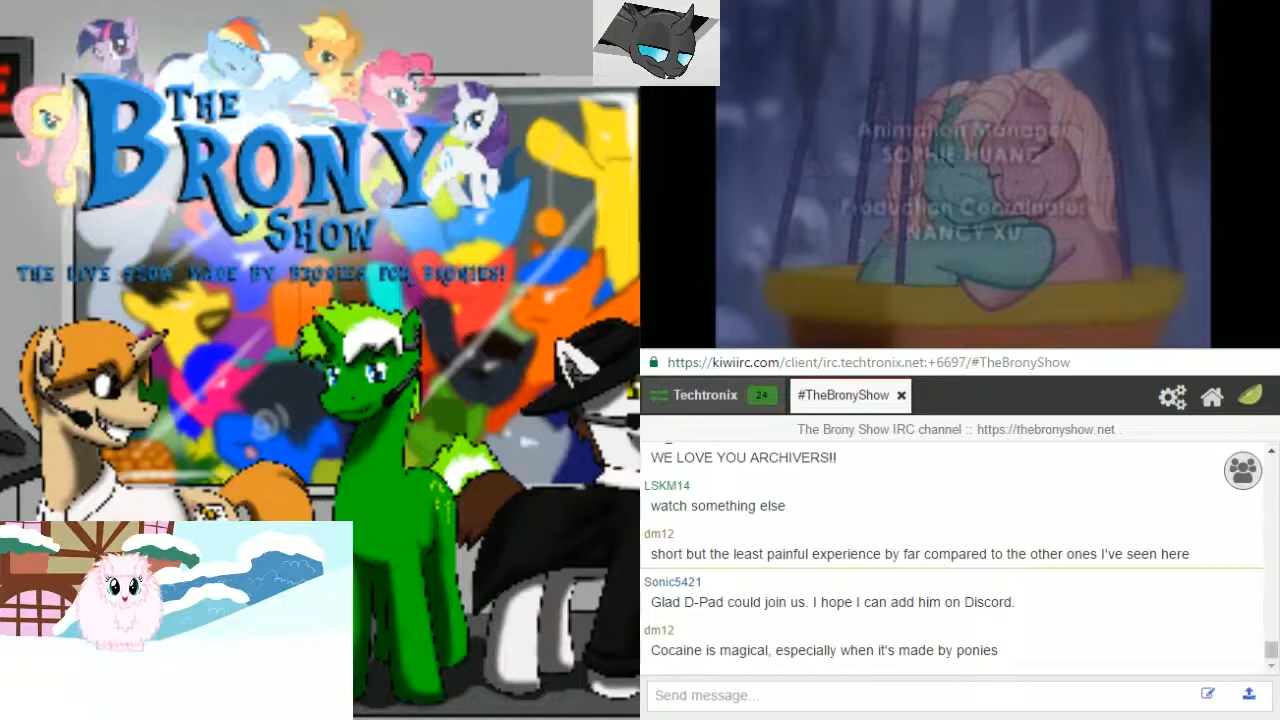 THE
BRONY
SHOW
THE LIVE SHOW MADE BY BRONIES FOR BRONIES!
Animation Manager
SOPHIE HUANG
Production Coordinator
NANCY XU
https://kiwiirc.com/client/irc.techtronix.net:+6697/#TheBronyShow
Techtronix 24 #TheBronyShow
The Brony Show IRC channel :: https://thebronyshow.net .
WE LOVE YOU ARCHIVERS!!
LSKM14
watch something else
dm12
short but the least painful experience by far compared to the other ones I've seen here
Sonic5421
Glad D-Pad could join us. I hope I can add him on Discord.
dm12
Cocaine is magical, especially when it's made by ponies
Send message...